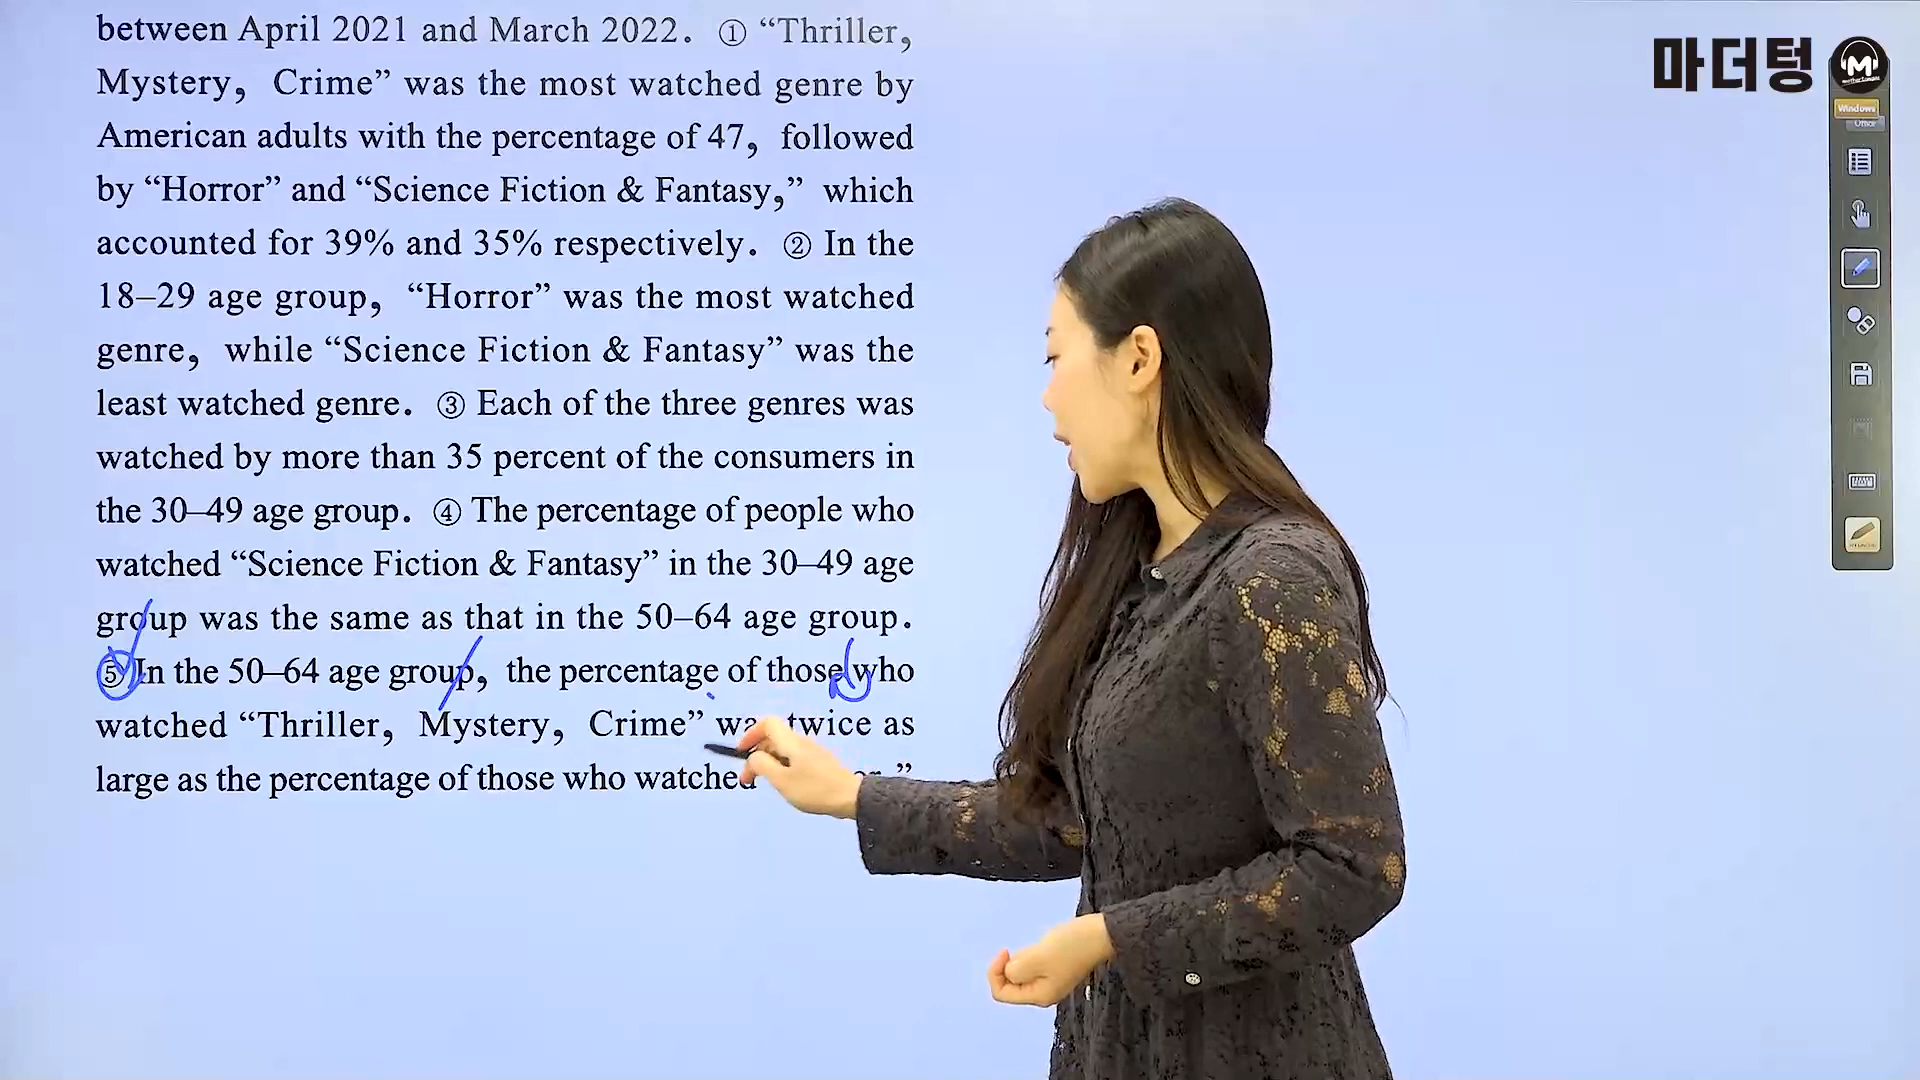 between April 2021 and March 2022. ① “Thriller,
Mystery, Crime” was the most watched genre by
American adults with the percentage of 47, followed
by “Horror” and “Science Fiction & Fantasy,” which
accounted for 39% and 35% respectively. ② In the
18–29 age group, “Horror” was the most watched
genre, while “Science Fiction & Fantasy” was the
least watched genre. ③ Each of the three genres was
watched by more than 35 percent of the consumers in
the 30–49 age group. ④ The percentage of people who
watched “Science Fiction & Fantasy” in the 30–49 age
group was the same as that in the 50–64 age group.
⑤ In the 50–64 age group, the percentage of those who
watched “Thriller, Mystery, Crime” was twice as
large as the percentage of those who watched ”
마더텅
M
Windows
Office